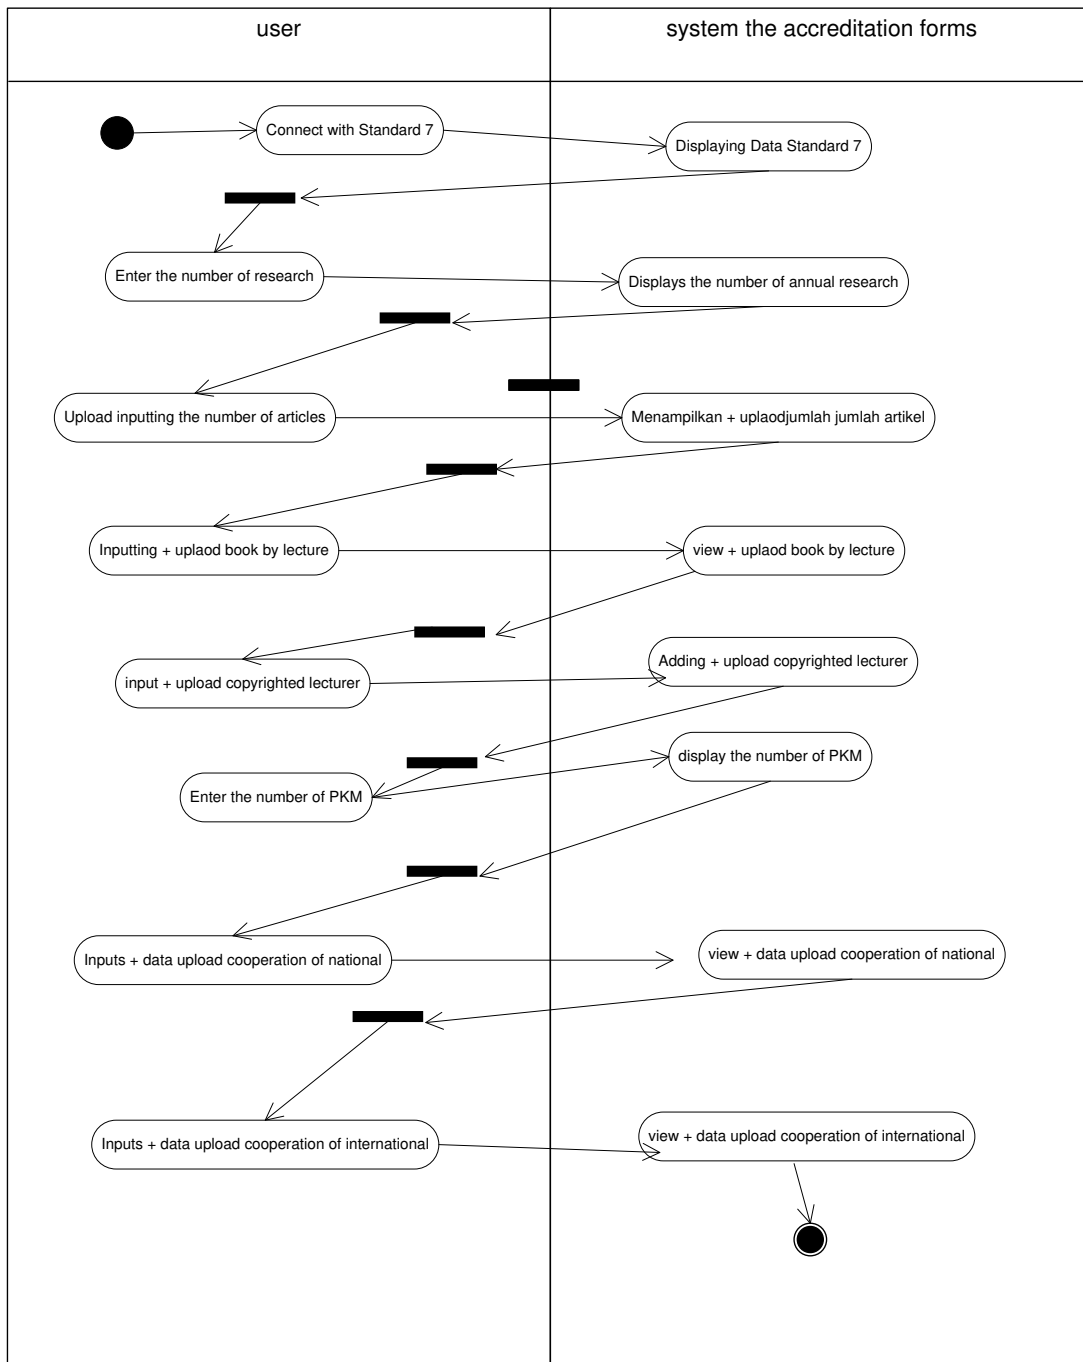 user
system the accreditation forms
Connect with Standard 7
Displaying Data Standard 7
Enter the number of research
Displays the number of annual research
Upload inputting the number of articles
Menampilkan + uplaodjumlah jumlah artikel
Inputting + uplaod book by lecture
view + uplaod book by lecture
input + upload copyrighted lecturer
Adding + upload copyrighted lecturer
Enter the number of PKM
display the number of PKM
Inputs + data upload cooperation of national
view + data upload cooperation of national
Inputs + data upload cooperation of international
view + data upload cooperation of international